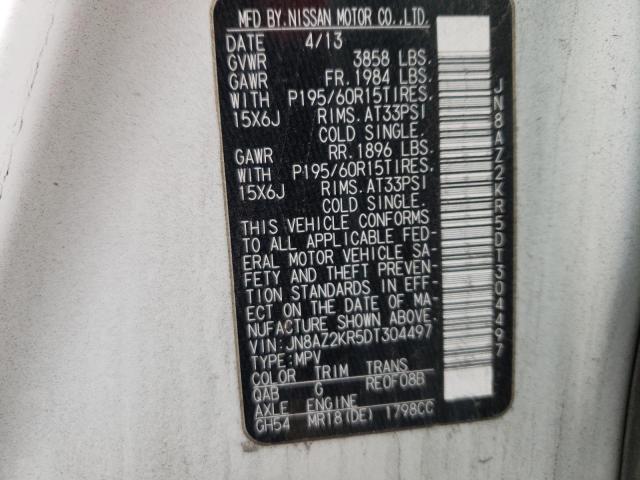 MFD BY.NISSAN MOTOR CO.,LTD.
DATE 4/13
GVWR 3858 LBS.
GAWR FR. 1984 LBS.
WITH P195/60R15TIRES.
15X6J RIMS.AT33PSI
COLD SINGLE.
GAWR RR. 1896 LBS.
WITH P195/60R15TIRES.
15X6J RIMS.AT33PSI
COLD SINGLE.
THIS VEHICLE CONFORMS
TO ALL APPLICABLE FED-
ERAL MOTOR VEHICLE SA-
FETY AND THEFT PREVEN-
TION STANDARDS IN EFF-
ECT ON THE DATE OF MA-
NUFACTURE SHOWN ABOVE.
VIN: JN8AZ2KR5DT304497
TYPE:MPV
COLOR TRIM TRANS
QAB G RE0F08B
AXLE ENGINE
GH54 MR18(DE) 1798CC
JN8AZ2KR5DT304497